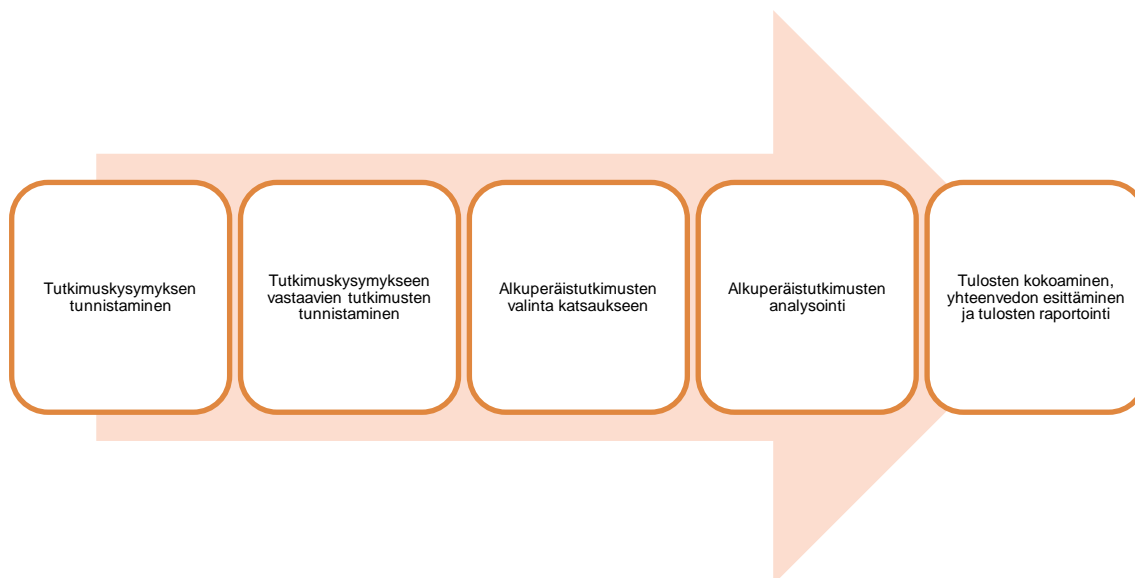 Tutkimuskysymyksen
tunnistaminen
Tutkimuskysymykseen
vastaavien tutkimusten
tunnistaminen
Alkuperäistutkimusten
valinta katsaukseen
Alkuperäistutkimusten
analysointi
Tulosten kokoaminen,
yhteenvedon esittäminen
ja tulosten raportointi